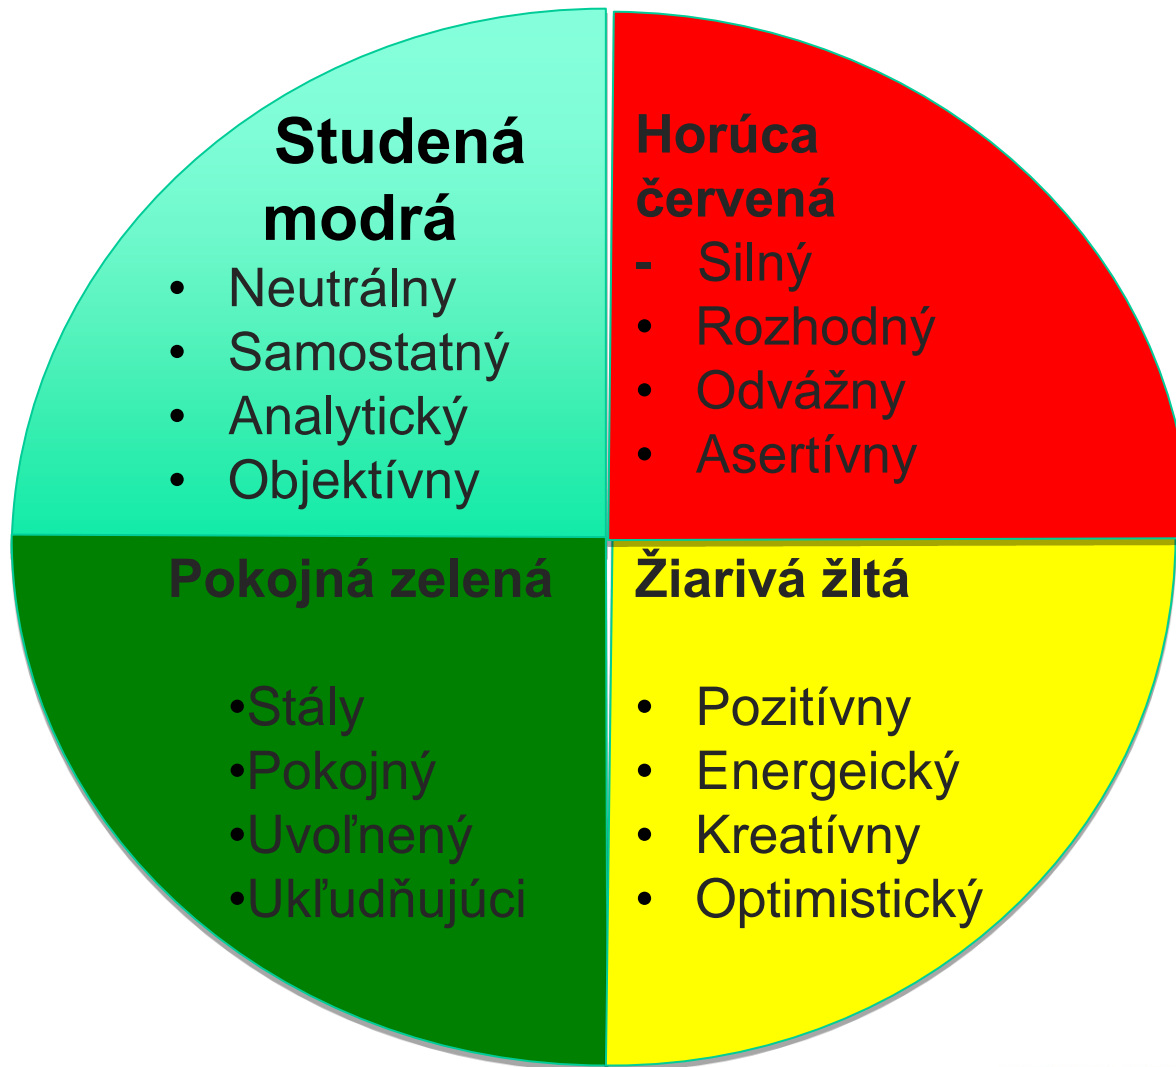 Studená
modrá
• Neutrálny
• Samostatný
• Analytický
• Objektívny
Horúca
červená
- Silný
• Rozhodný
• Odvážny
• Asertívny
Pokojná zelená
•Stály
•Pokojný
•Uvoľnený
•Ukľudňujúci
Žiarivá žltá
• Pozitívny
• Energeický
• Kreatívny
• Optimistický